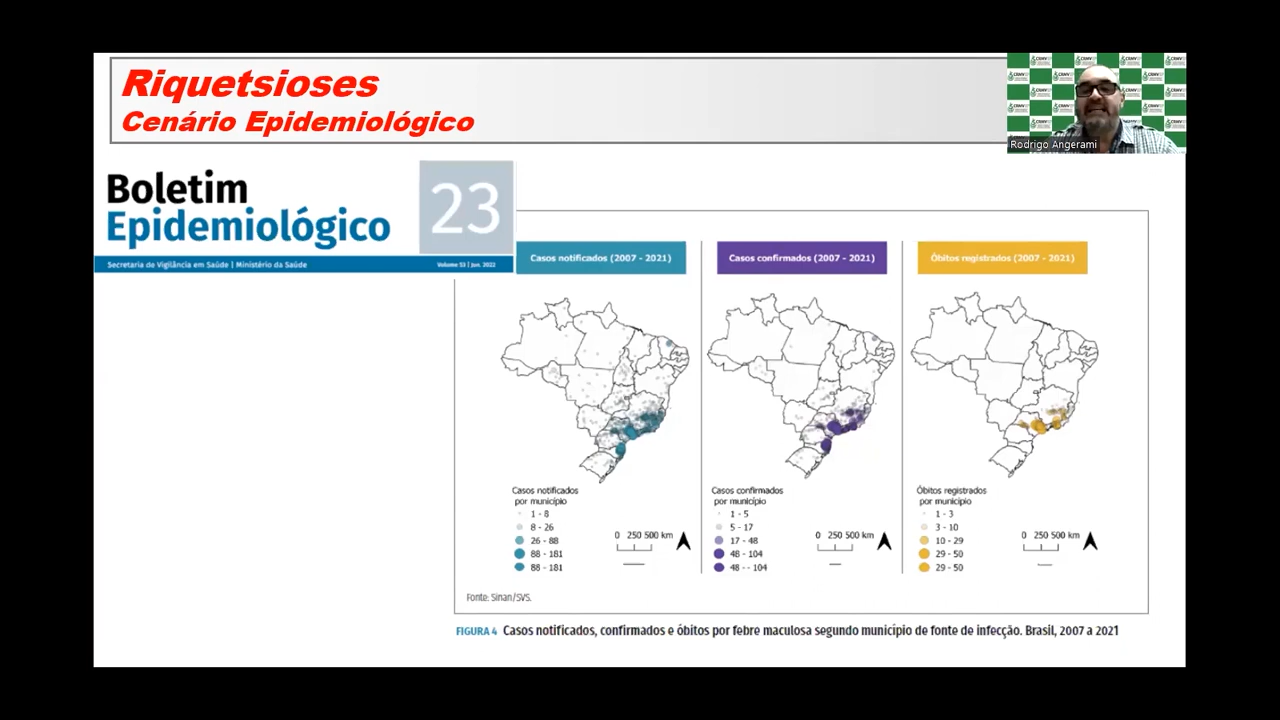 Riquetsioses
Cenário Epidemiológico
Rodrigo Angerami
Boletim
Epidemiológico
23
Secretaria de Vigilância em Saúde | Ministério da Saúde
Volume 53 | Jun. 2022
Casos notificados (2007 - 2021)
Casos confirmados (2007 - 2021)
Óbitos registrados (2007 - 2021)
Casos notificados
por município
1 - 8
8 - 26
26 - 88
88 - 181
88 - 181
0 250 500 km
Casos confirmados
por município
1 - 5
5 - 17
17 - 48
48 - 104
48 - - 104
0 250 500 km
Óbitos registrados
por município
1 - 3
3 - 10
10 - 29
29 - 50
29 - 50
0 250 500 km
Fonte: Sinan/SVS.
FIGURA 4 Casos notificados, confirmados e óbitos por febre maculosa segundo município de fonte de infecção. Brasil, 2007 a 2021